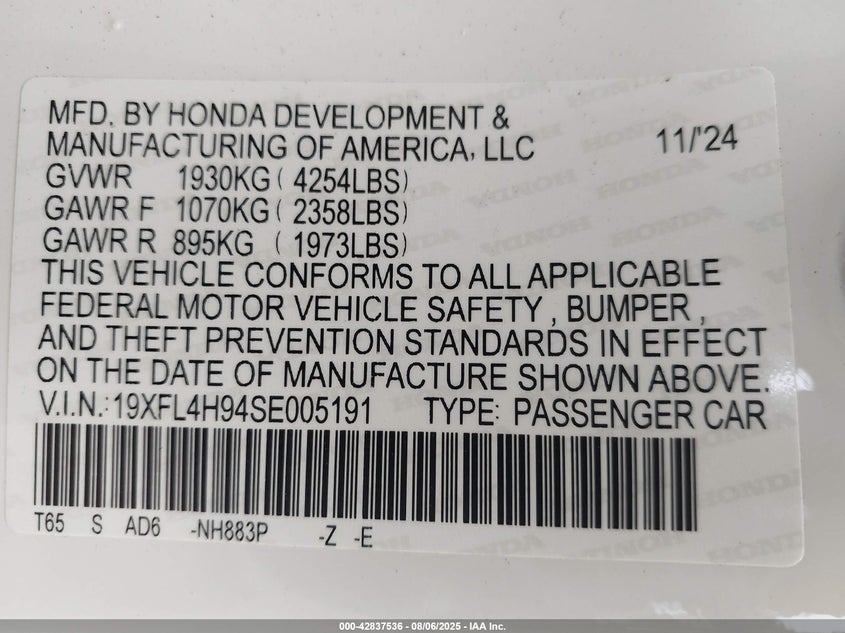 MFD. BY HONDA DEVELOPMENT &
MANUFACTURING OF AMERICA, LLC 11/'24
GVWR 1930KG ( 4254LBS)
GAWR F 1070KG ( 2358LBS)
GAWR R 895KG ( 1973LBS)
THIS VEHICLE CONFORMS TO ALL APPLICABLE
FEDERAL MOTOR VEHICLE SAFETY , BUMPER ,
AND THEFT PREVENTION STANDARDS IN EFFECT
ON THE DATE OF MANUFACTURE SHOWN ABOVE.
V.I.N.: 19XFL4H94SE005191 TYPE: PASSENGER CAR
T65 S AD6 -NH883P -Z -E
000-42837536 - 08/06/2025 - IAA Inc.